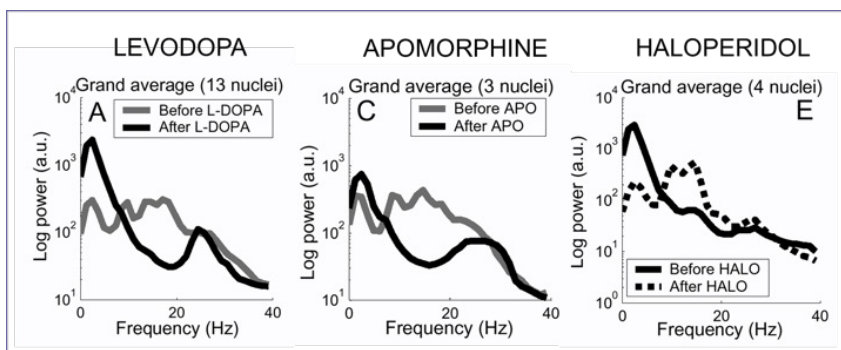 LEVODOPA
Grand average (13 nuclei)
A
Before L-DOPA
After L-DOPA
10^4
10^3
10^2
10^1
Log power (a.u.)
0 20 40
Frequency (Hz)
APOMORPHINE
Grand average (3 nuclei)
C
Before APO
After APO
10^4
10^3
10^2
10^1
Log power (a.u.)
0 20 40
Frequency (Hz)
HALOPERIDOL
Grand average (4 nuclei)
E
10^4
10^3
10^2
10^1
10^0
Log power (a.u.)
Before HALO
After HALO
0 20 40
Frequency (Hz)